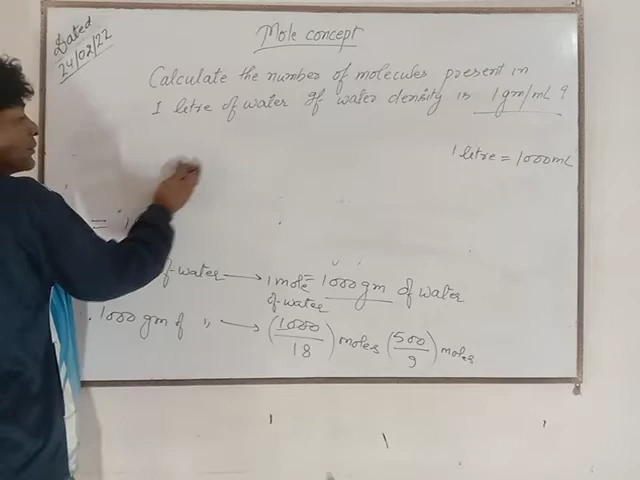 Dated
24/02/22
Mole concept
Calculate the number of molecules present in
1 litre of water If water density is 1gm/mL ?
1 litre = 1000mL
=
of water → 1 mole = 1000 gm of water
of water
1000 gm of " → (1000/18) moles (500/9) moles